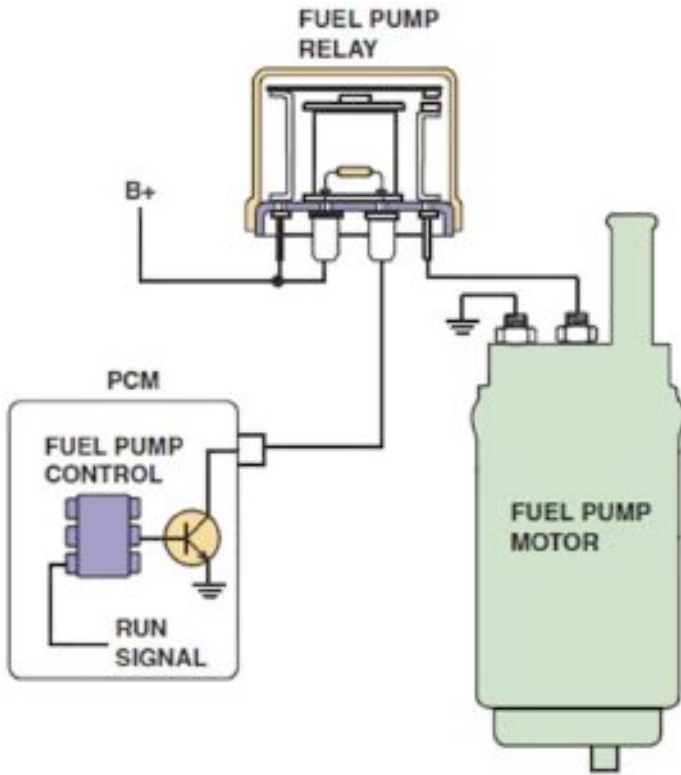 FUEL PUMP
RELAY
B+
PCM
FUEL PUMP
CONTROL
FUEL PUMP
MOTOR
RUN
SIGNAL